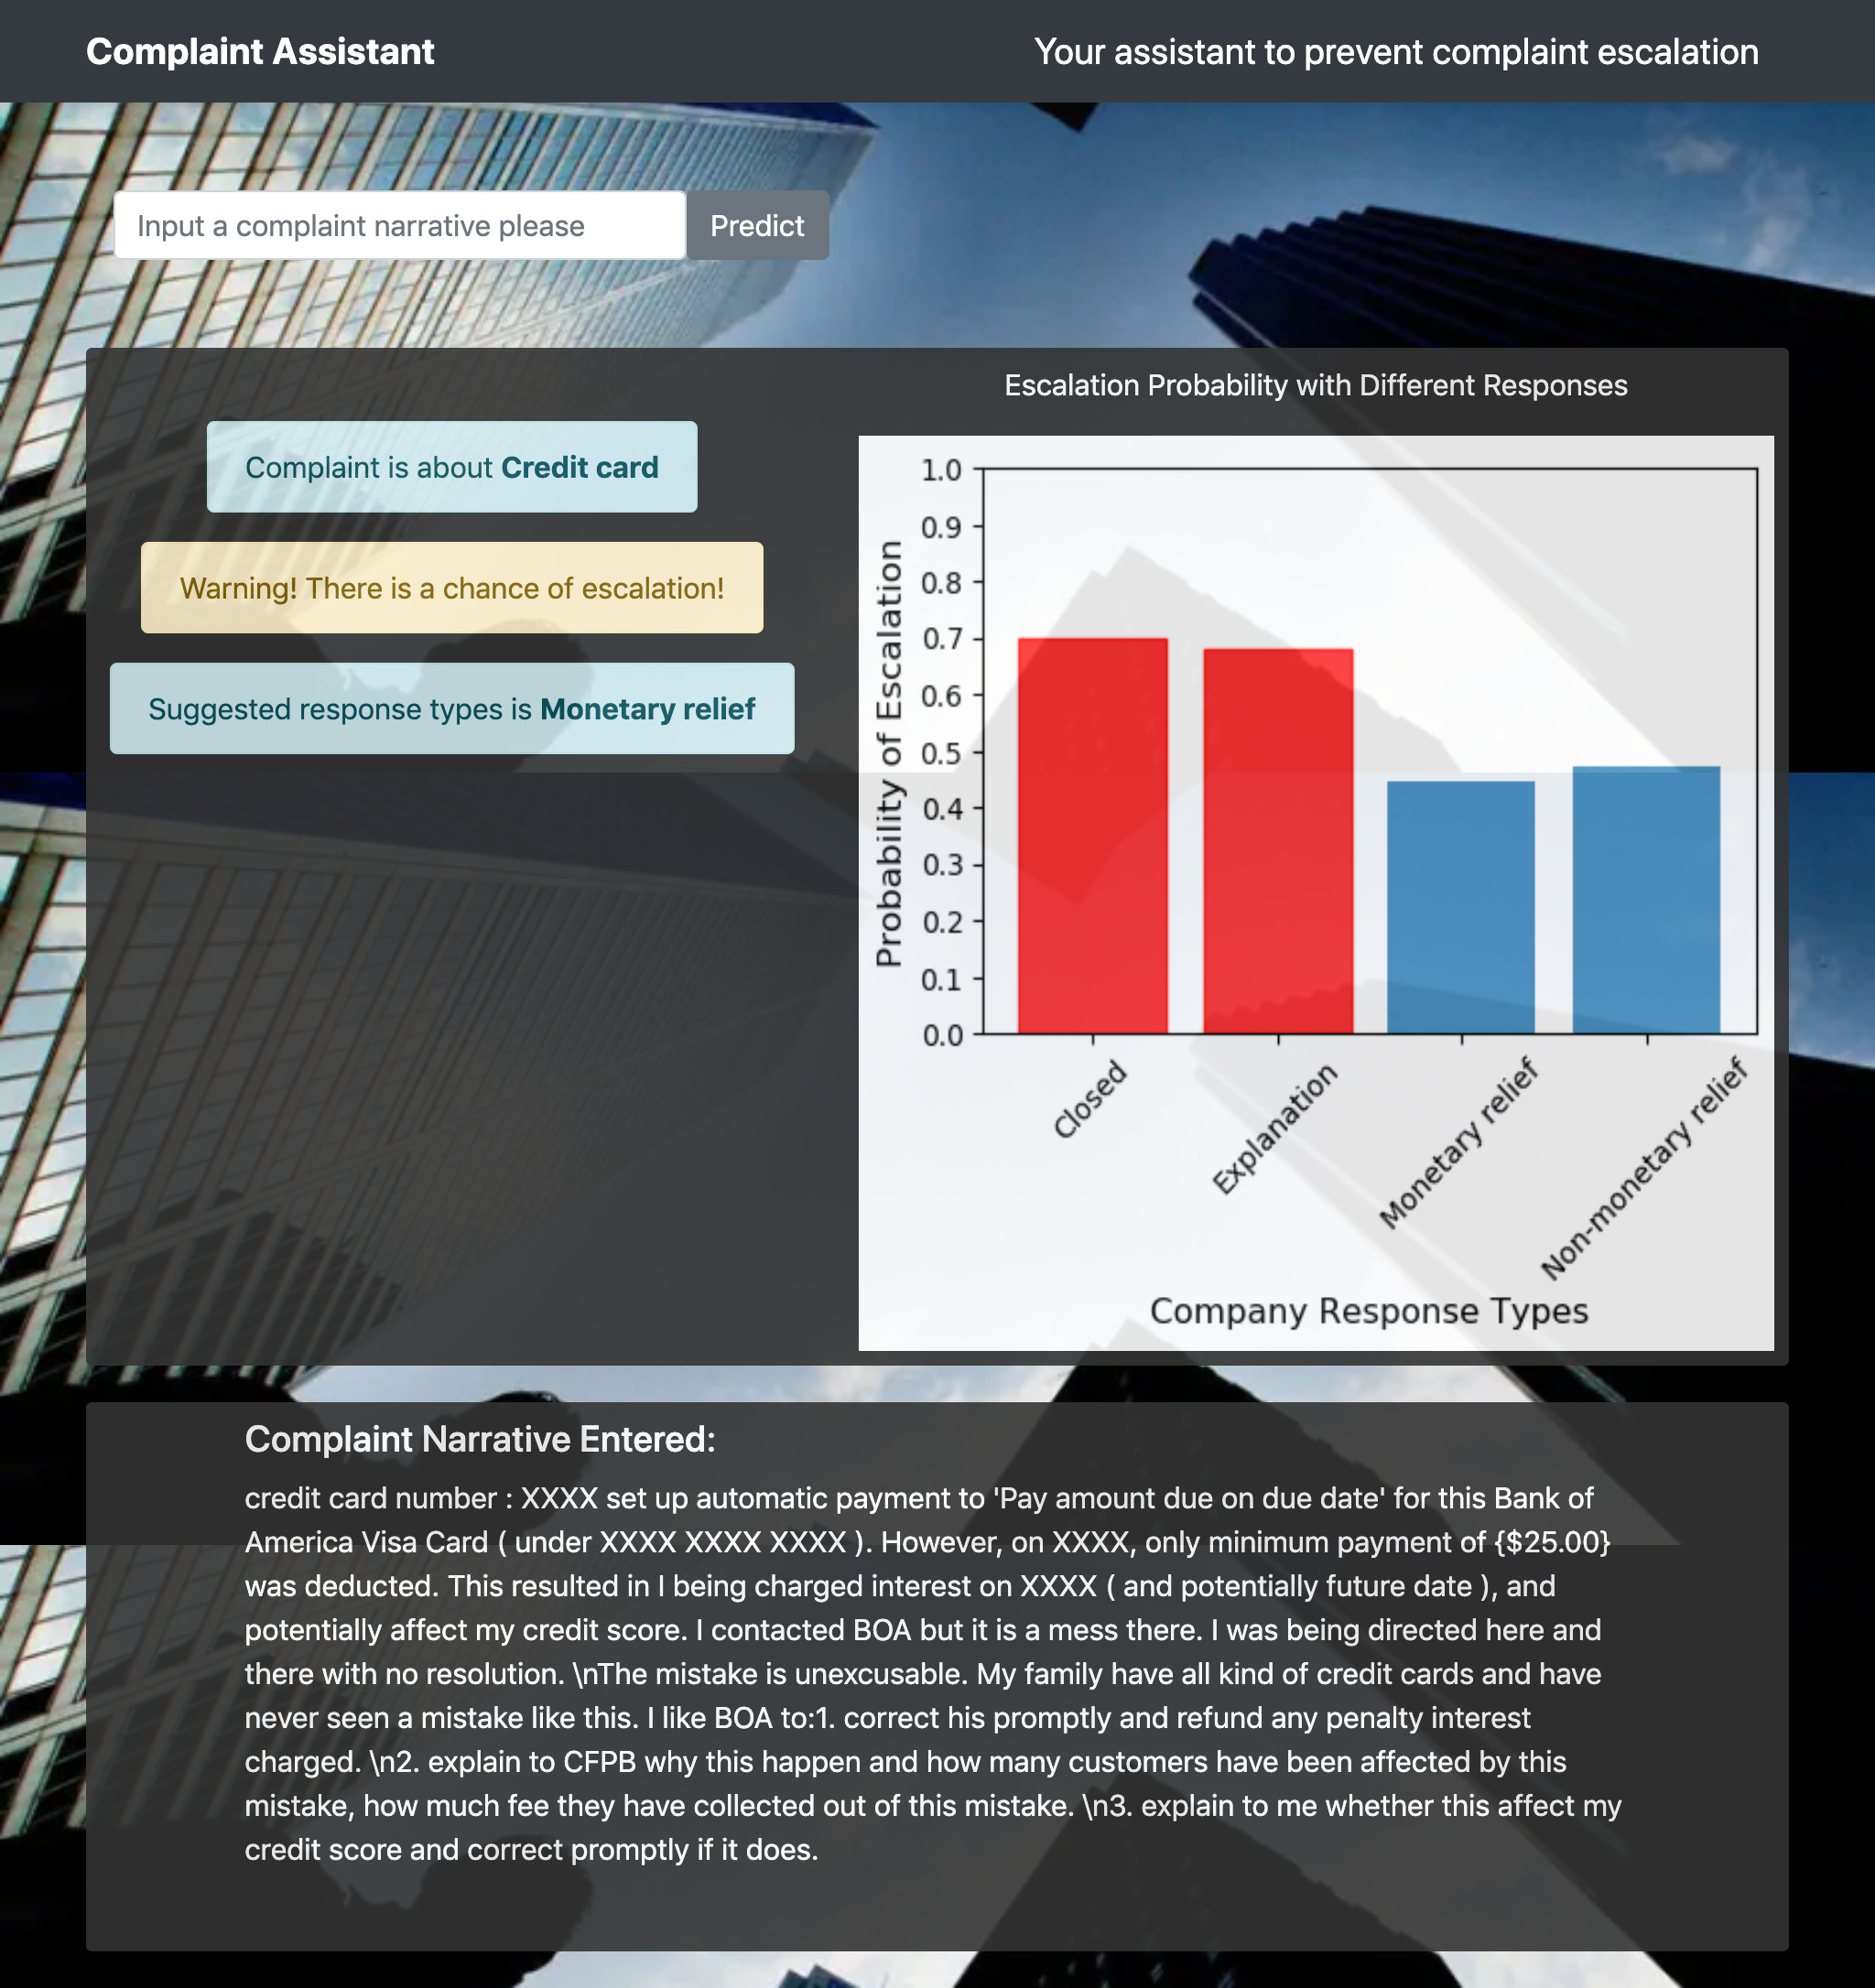 Complaint Assistant
Your assistant to prevent complaint escalation
Input a complaint narrative please
Predict
Complaint is about Credit card
Warning! There is a chance of escalation!
Suggested response types is Monetary relief
Escalation Probability with Different Responses
Probability of Escalation
1.0
0.9
0.8
0.7
0.6
0.5
0.4
0.3
0.2
0.1
0.0
Closed
Explanation
Monetary relief
Non-monetary relief
Company Response Types
Complaint Narrative Entered:
credit card number : XXXX set up automatic payment to 'Pay amount due on due date' for this Bank of
America Visa Card ( under XXXX XXXX XXXX ). However, on XXXX, only minimum payment of {$25.00}
was deducted. This resulted in I being charged interest on XXXX ( and potentially future date ), and
potentially affect my credit score. I contacted BOA but it is a mess there. I was being directed here and
there with no resolution. \nThe mistake is unexcusable. My family have all kind of credit cards and have
never seen a mistake like this. I like BOA to:1. correct his promptly and refund any penalty interest
charged. \n2. explain to CFPB why this happen and how many customers have been affected by this
mistake, how much fee they have collected out of this mistake. \n3. explain to me whether this affect my
credit score and correct promptly if it does.